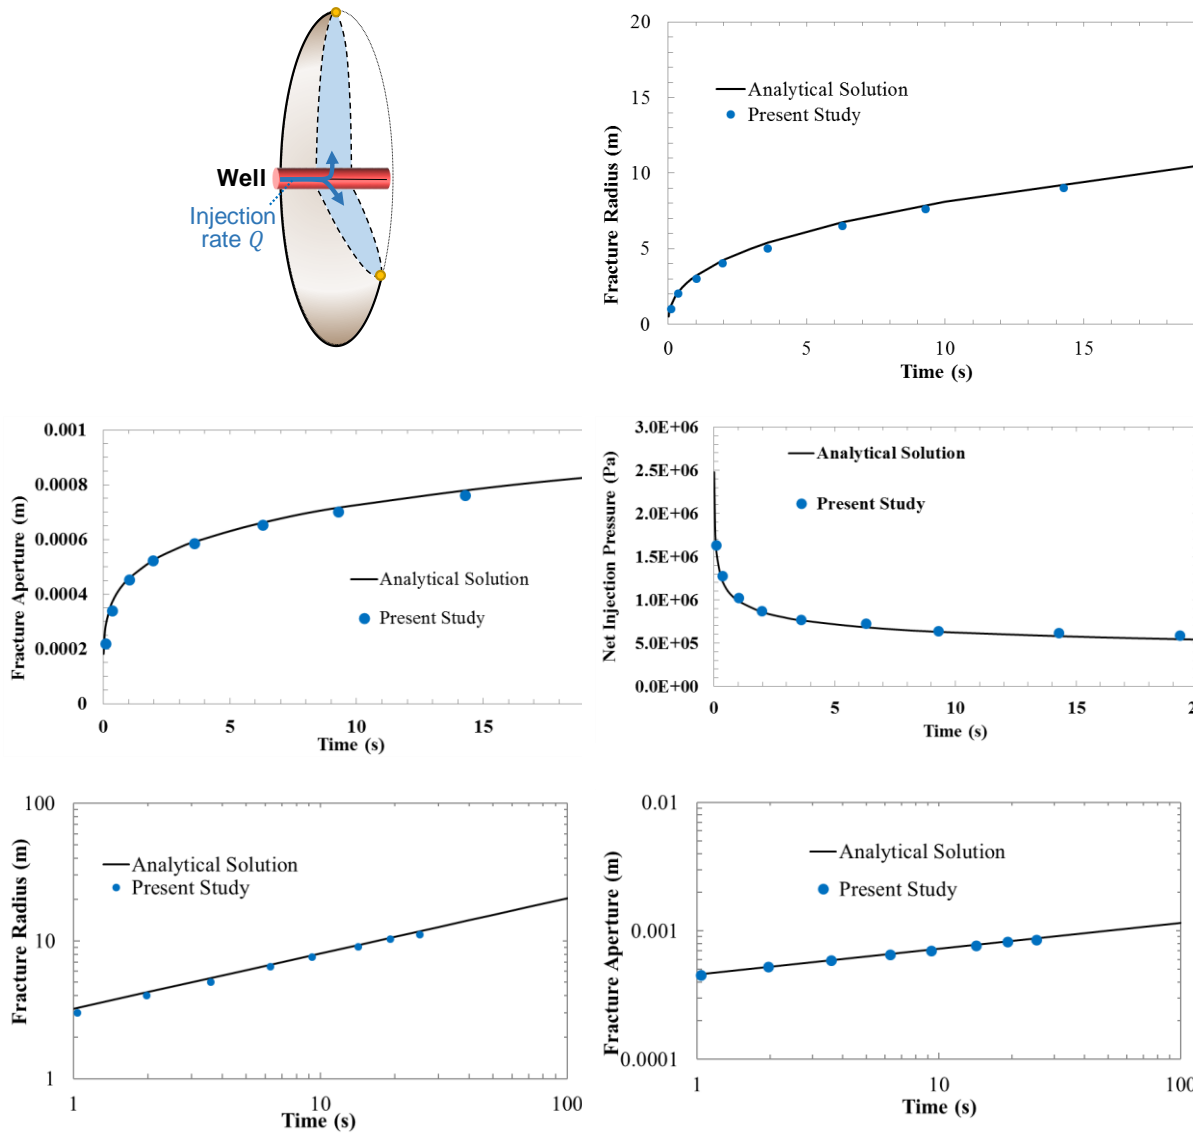 Well
Injection
rate Q
20
15
10
5
0
Fracture Radius (m)
Analytical Solution
Present Study
0 5 10 15
Time (s)
0.001
0.0008
0.0006
0.0004
0.0002
0
Fracture Aperture (m)
Analytical Solution
Present Study
0 5 10 15
Time (s)
3.0E+06
2.5E+06
2.0E+06
1.5E+06
1.0E+06
5.0E+05
0.0E+00
Net Injection Pressure (Pa)
Analytical Solution
Present Study
0 5 10 15 2
Time (s)
100
10
1
Fracture Radius (m)
Analytical Solution
Present Study
1 10 100
Time (s)
0.01
0.001
0.0001
Fracture Aperture (m)
Analytical Solution
Present Study
1 10 100
Time (s)